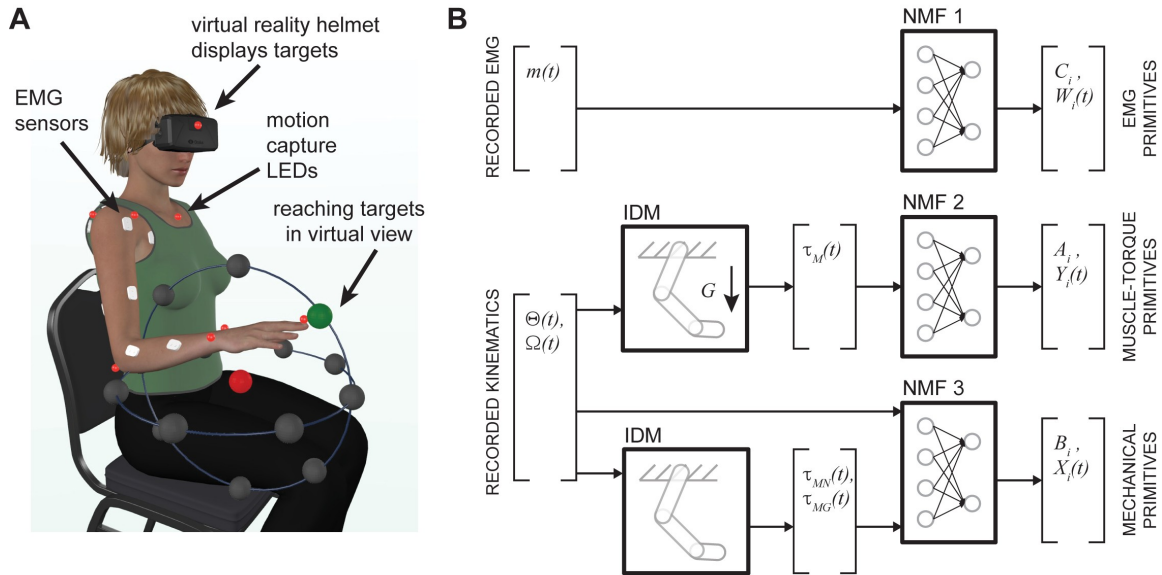 A
virtual reality helmet
displays targets
EMG
sensors
motion
capture
LEDs
reaching targets
in virtual view
B
RECORDED EMG
m(t)
NMF 1
C_i ,
W_i(t)
EMG
PRIMITIVES
RECORDED KINEMATICS
Θ(t),
Ω(t)
IDM
G
τ_M(t)
NMF 2
A_i ,
Y_i(t)
MUSCLE-TORQUE
PRIMITIVES
IDM
τ_MN(t),
τ_MG(t)
NMF 3
B_i ,
X_i(t)
MECHANICAL
PRIMITIVES